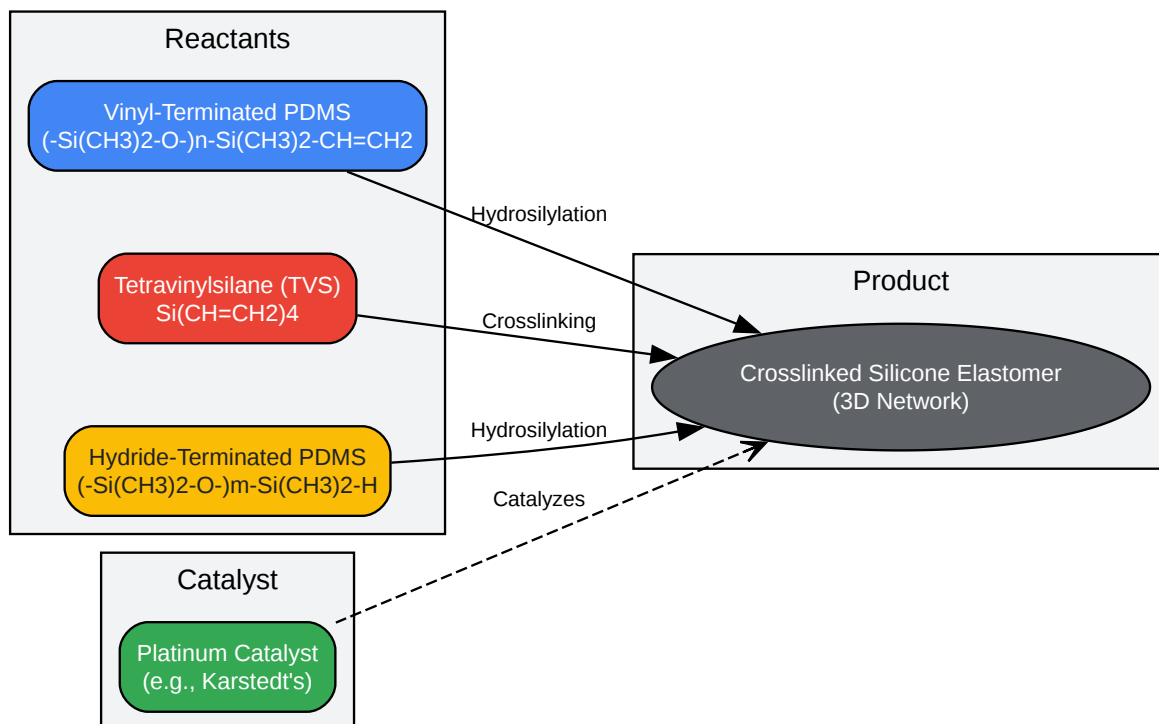 Reactants
Vinyl-Terminated PDMS
(-Si(CH3)2-O-)n-Si(CH3)2-CH=CH2
Hydrosilylation
Tetravinylsilane (TVS)
Si(CH=CH2)4
Crosslinking
Product
Crosslinked Silicone Elastomer
(3D Network)
Hydride-Terminated PDMS
(-Si(CH3)2-O-)m-Si(CH3)2-H
Hydrosilylation
Catalyzes
Catalyst
Platinum Catalyst
(e.g., Karstedt's)